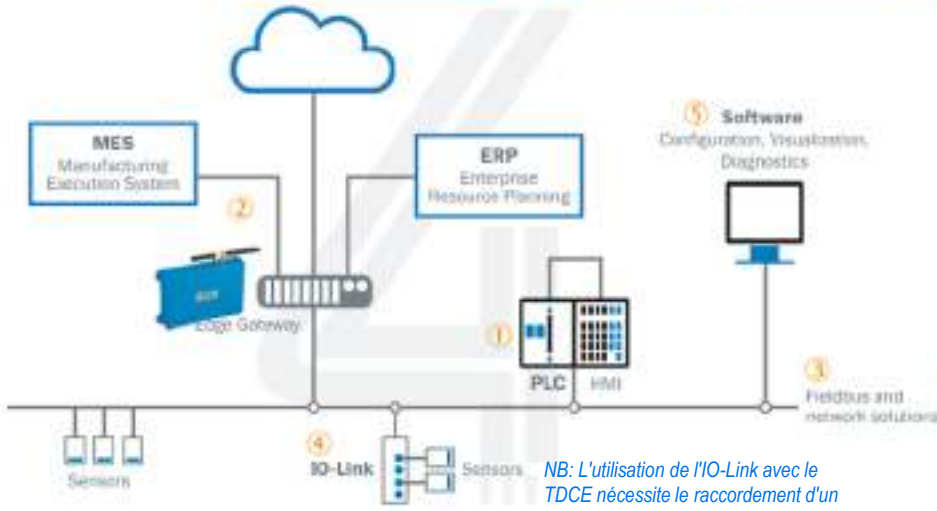 MES
Manufacturing
Execution System
②
ERP
Enterprise
Resource Planning
⑤ Software
Configuration, Visualization,
Diagnostics
Edge Gateway
①
PLC HMI
③
Fieldbus and
network solutions
Sensors
④
IO-Link
Sensors
NB: L'utilisation de l'IO-Link avec le
TDCE nécessite le raccordement d'un